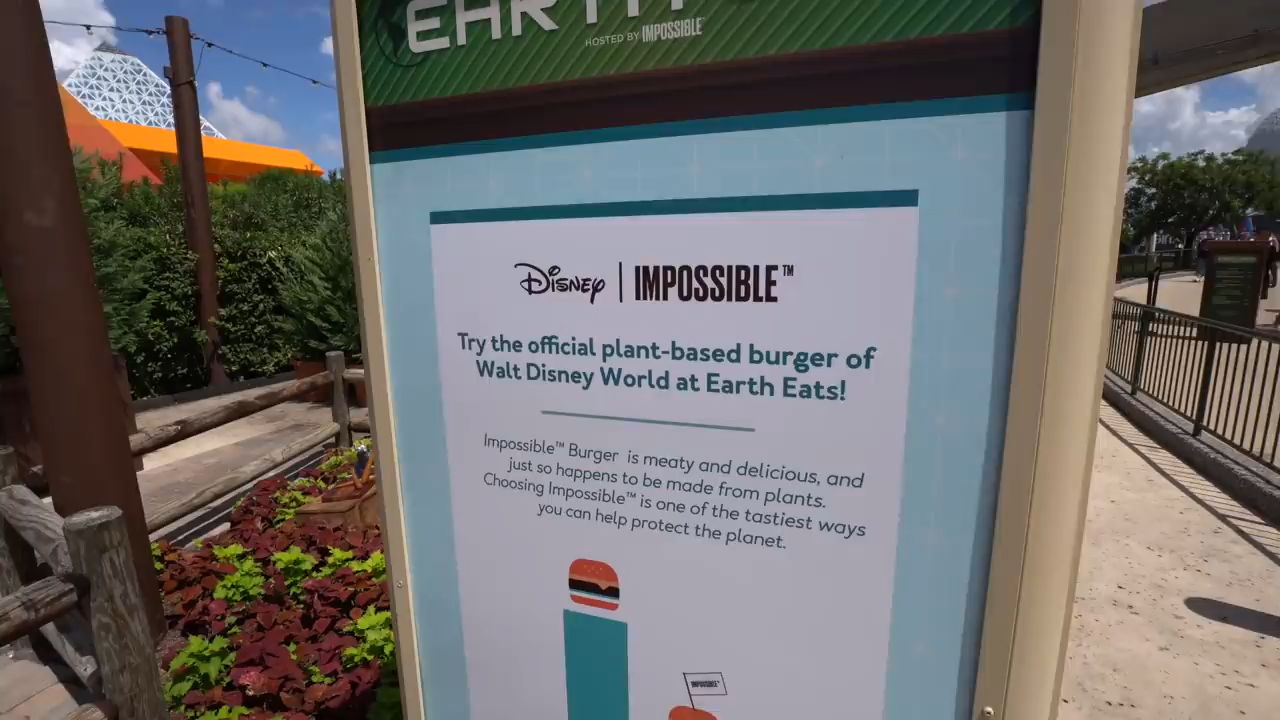 EARTH
HOSTED BY IMPOSSIBLE
Disney | IMPOSSIBLE™
Try the official plant-based burger of
Walt Disney World at Earth Eats!
Impossible™ Burger is meaty and delicious, and
just so happens to be made from plants.
Choosing Impossible™ is one of the tastiest ways
you can help protect the planet.
IMPOSSIBLE